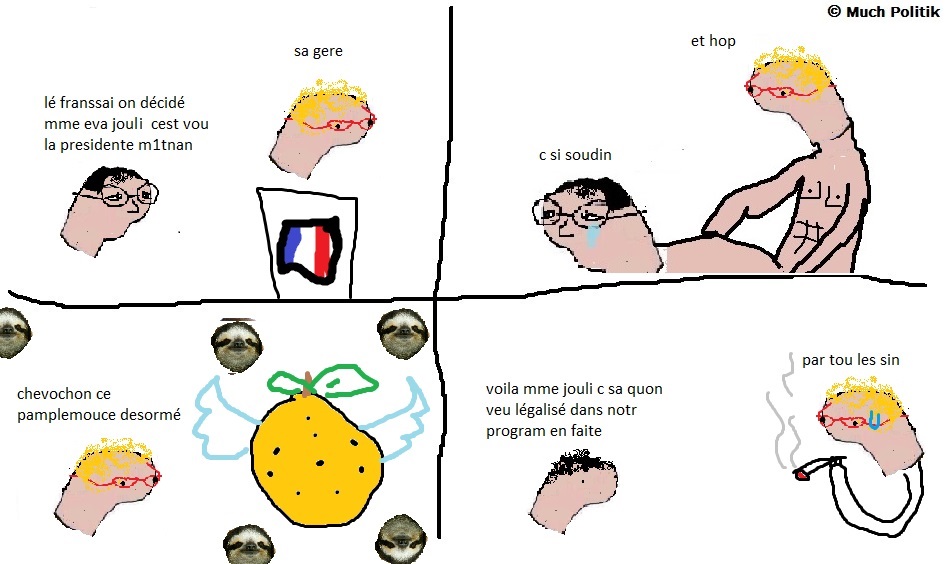 © Much Politik
sa gere
lé franssai on décidé
mme eva jouli cest vou
la presidente m1tnan
et hop
c si soudin
chevochon ce
pamplemouce desormé
voila mme jouli c sa quon
veu légalisé dans notr
program en faite
par tou les sin